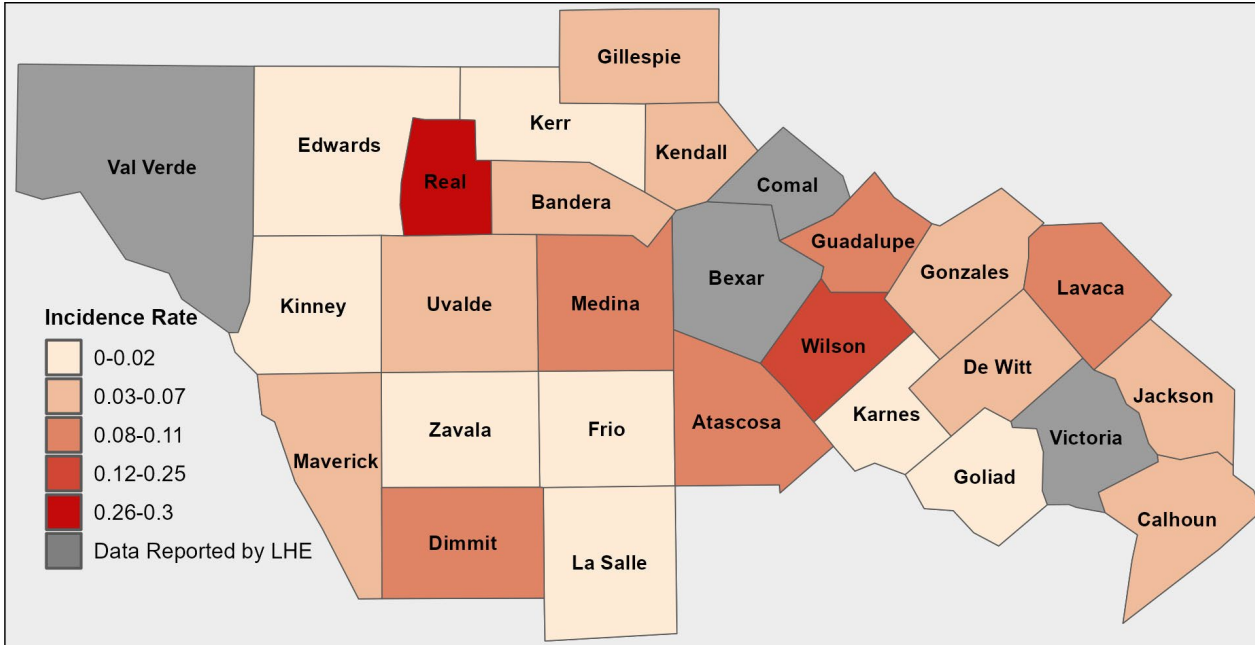 Gillespie
Kerr
Edwards
Kendall
Val Verde
Real
Comal
Bandera
Guadalupe
Gonzales
Bexar
Lavaca
Kinney
Uvalde
Medina
Wilson
De Witt
Jackson
Karnes
Atascosa
Zavala
Frio
Victoria
Maverick
Goliad
Calhoun
Dimmit
La Salle
Incidence Rate
0-0.02
0.03-0.07
0.08-0.11
0.12-0.25
0.26-0.3
Data Reported by LHE